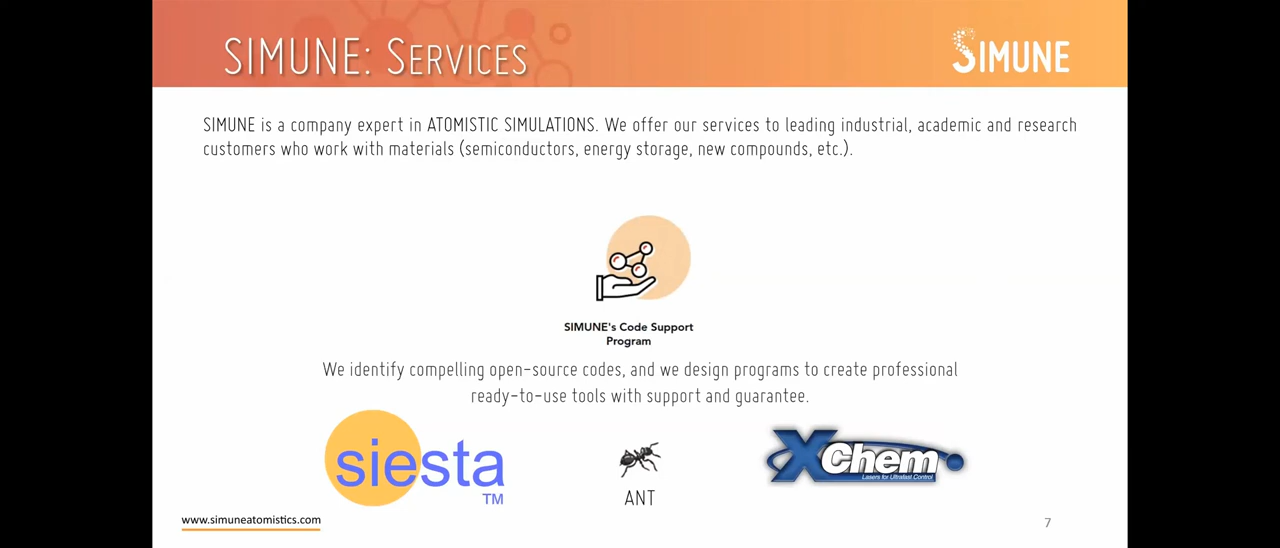 SIMUNE: SERVICES
SIMUNE
SIMUNE is a company expert in ATOMISTIC SIMULATIONS. We offer our services to leading industrial, academic and research
customers who work with materials (semiconductors, energy storage, new compounds, etc.).
SIMUNE's Code Support
Program
We identify compelling open-source codes, and we design programs to create professional
ready-to-use tools with support and guarantee.
siesta
TM
ANT
XChem
Lasers for Ultrafast Control
www.simuneatomistics.com
7